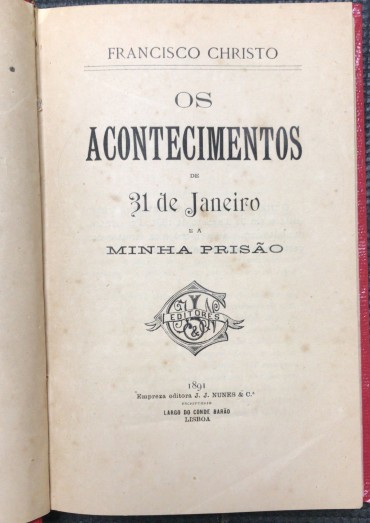 FRANCISCO CHRISTO
OS
ACONTECIMENTOS
DE
31 de Janeiro
E A
MINHA PRISÃO
EDITORES
1891
Empreza editora J. J. NUNES & C.ª
LARGO DO CONDE BARÃO
LISBOA